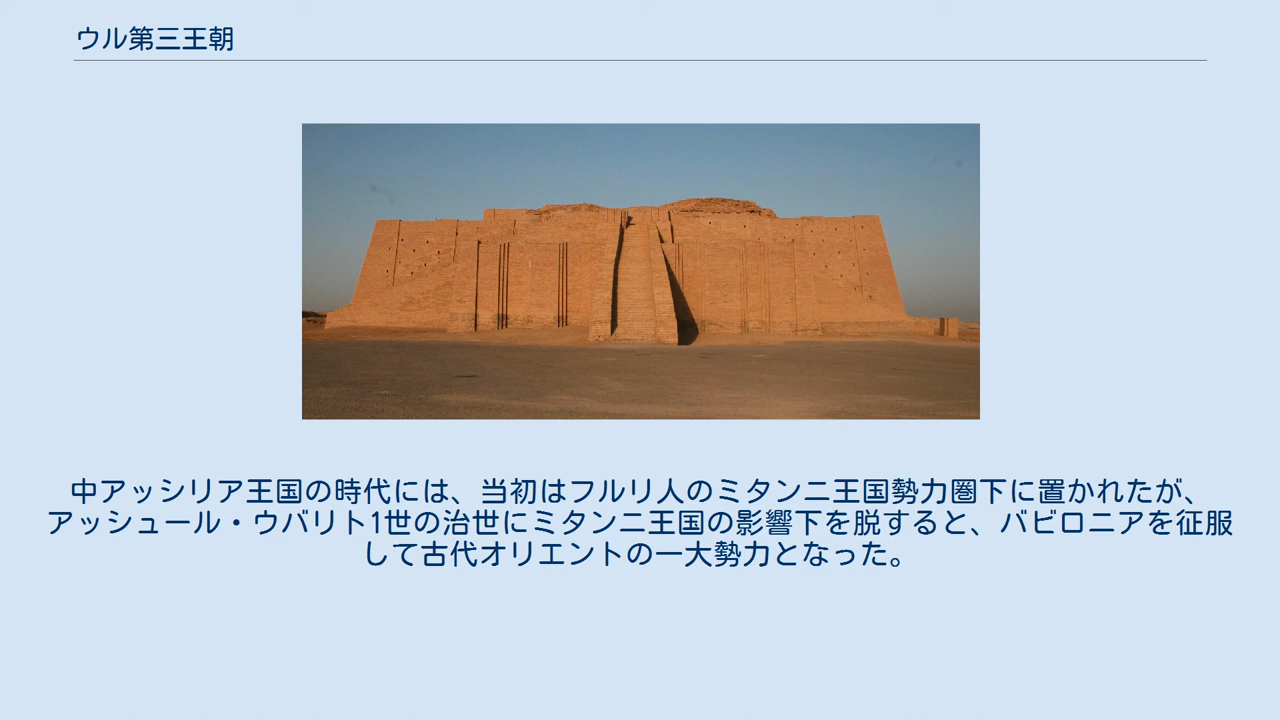 ウル第三王朝
中アッシリア王国の時代には、当初はフルリ人のミタンニ王国勢力圏下に置かれたが、
アッシュール・ウバリト1世の治世にミタンニ王国の影響下を脱すると、バビロニアを征服
して古代オリエントの一大勢力となった。